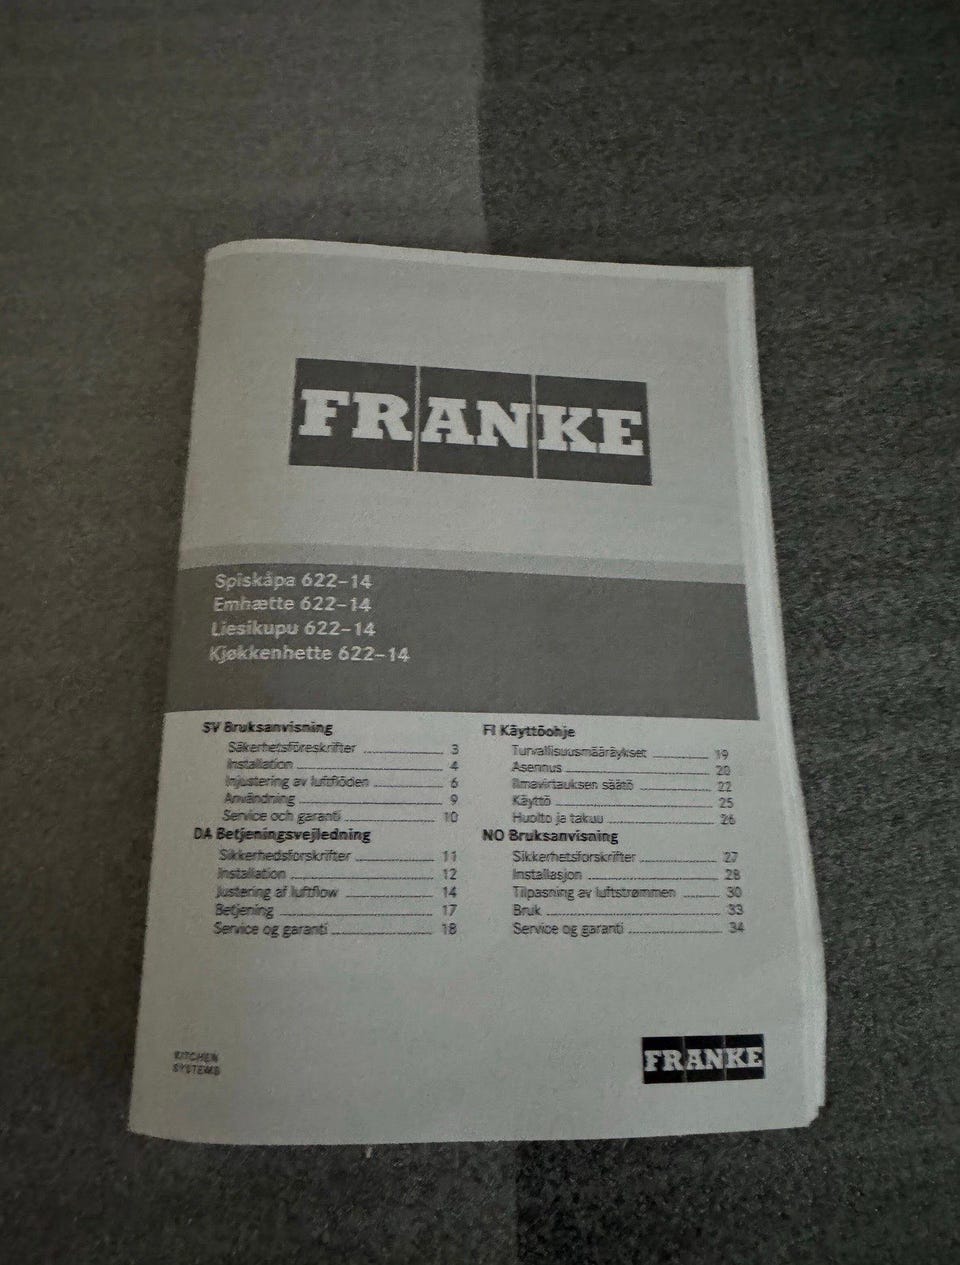 FRANKE
Spiskåpa 622-14
Emhætte 622-14
Liesikupu 622-14
Kjøkkenhette 622-14
SV Bruksanvisning
Säkerhetsföreskrifter 3
Installation 4
Injustering av luftflöden 6
Användning 9
Service och garanti 10
DA Betjeningsvejledning
Sikkerhedsforskrifter 11
Installation 12
Justering af luftflow 14
Betjening 17
Service og garanti 18
FI Käyttöohje
Turvallisuusmääräykset 19
Asennus 20
Ilmavirtauksen säätö 22
Käyttö 25
Huolto ja takuu 26
NO Bruksanvisning
Sikkerhetsforskrifter 27
Installasjon 28
Tilpasning av luftstrømmen 30
Bruk 33
Service og garanti 34
KITCHEN
SYSTEMS
FRANKE